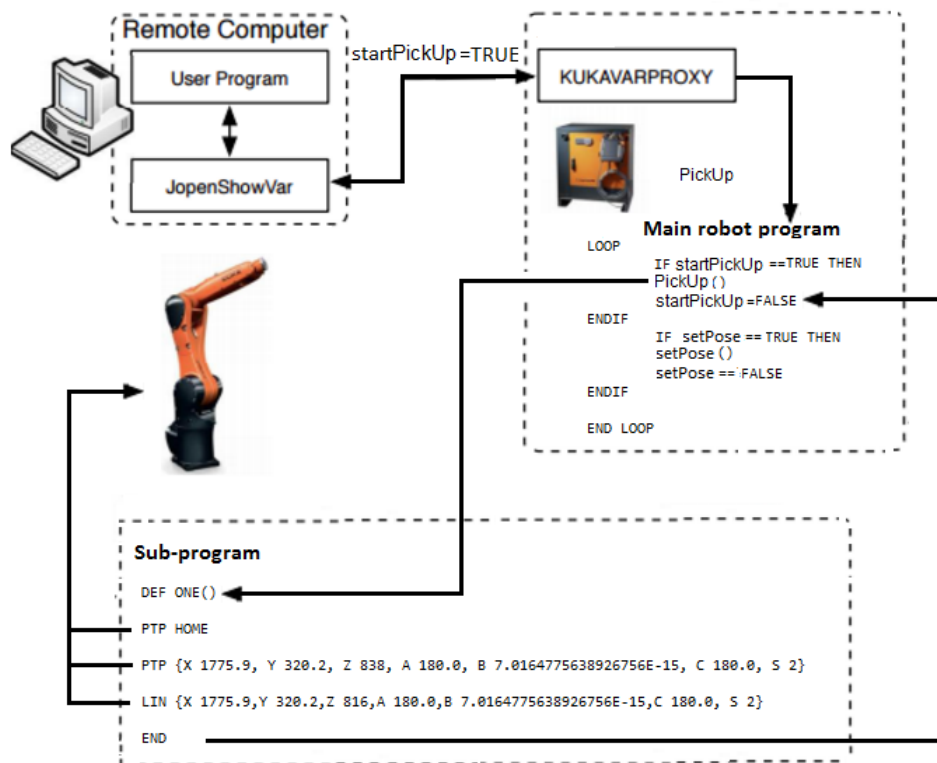 Remote Computer
User Program
JopenShowVar
startPickUp =TRUE
KUKAVARPROXY
PickUp
Main robot program
LOOP
IF startPickUp ==TRUE THEN
PickUp()
startPickUp =FALSE
ENDIF
IF setPose == TRUE THEN
setPose()
setPose == FALSE
ENDIF
END LOOP
Sub-program
DEF ONE()
PTP HOME
PTP {X 1775.9, Y 320.2, Z 838, A 180.0, B 7.0164775638926756E-15, C 180.0, S 2}
LIN {X 1775.9,Y 320.2,Z 816,A 180.0,B 7.0164775638926756E-15,C 180.0, S 2}
END